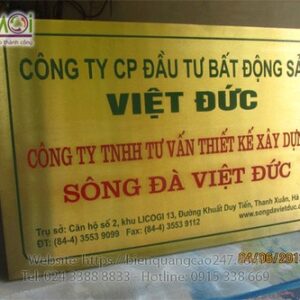 CÔNG TY CP ĐẦU TƯ BẤT ĐỘNG SẢ
VIỆT ĐỨC
CÔNG TY TNHH TƯ VẤN THIẾT KẾ XÂY DỰ
SÔNG ĐÀ VIỆT ĐỨC
Trụ sở: Căn hộ số 2, khu LICOGI 13, Đường Khuất Duy Tiến, Thanh Xuân, Hà
ĐT: (84-4) 3553 9099 Fax: (84-4) 3553 9112
www.songdavietduc.
Website: https://bienquangcao247.
04/06/201
Tel: 024 3388 8833 - Hotline: 0915 338 669